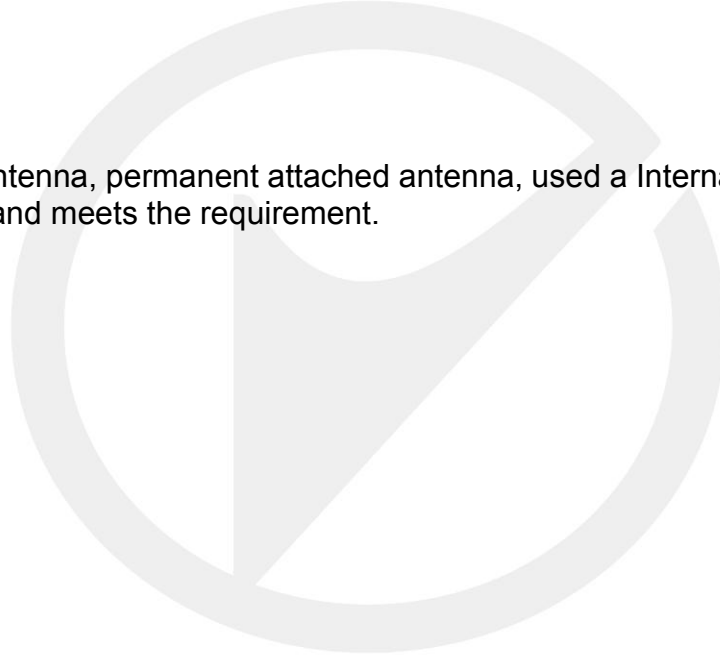 ntenna, permanent attached antenna, used a Interna
and meets the requirement.